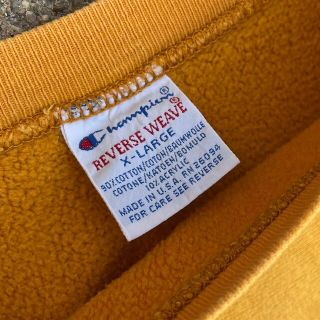 Champion
REVERSE WEAVE
X-LARGE
90% COTTON/COTON/BAUMWOLLE
COTONE/KATOEN/BOMULD
10% ACRYLIC
MADE IN U.S.A. RN 26094
FOR CARE SEE REVERSE